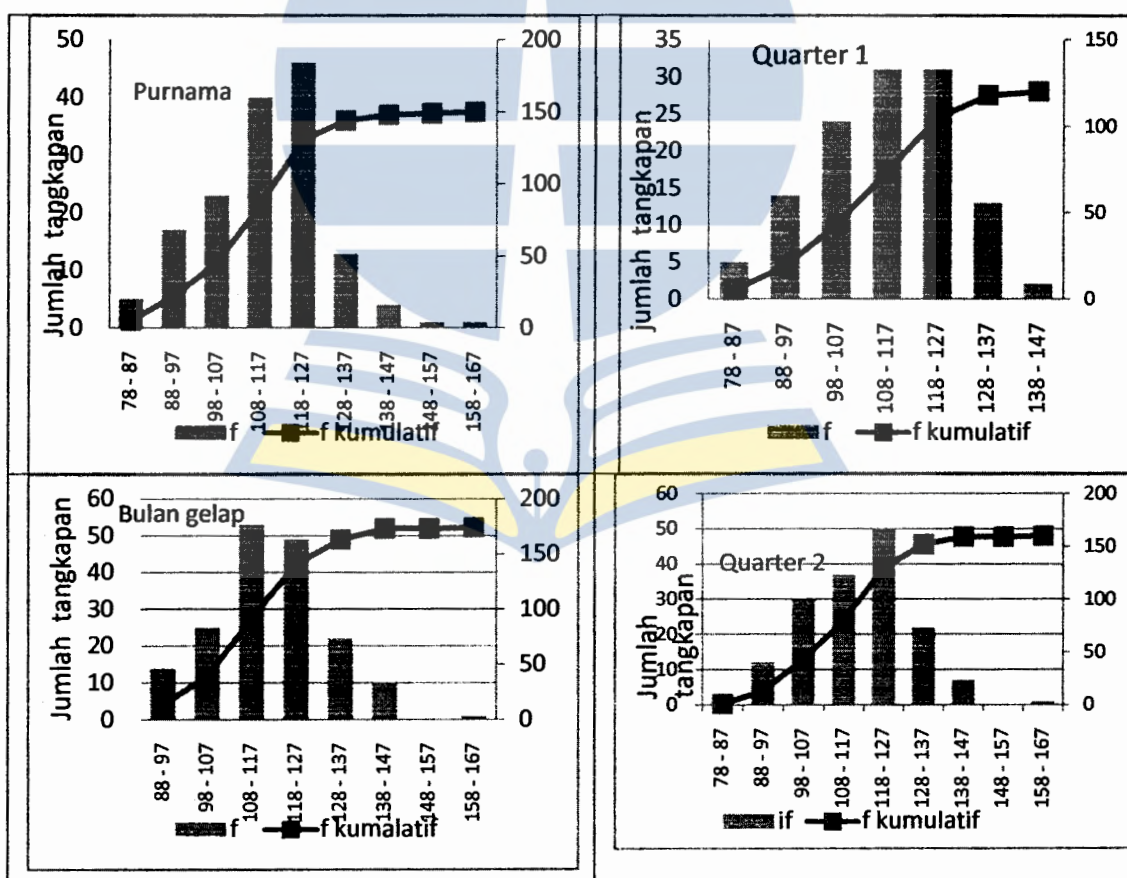 Purnama
Jumlah tangkapan
50
40
30
20
10
0
200
150
100
50
0
78 - 87
88 - 97
98 - 107
108 - 117
118 - 127
128 - 137
138 - 147
148 - 157
158 - 167
f f kumulatif
Quarter 1
jumlah tangkapan
35
30
25
20
15
10
5
0
150
100
50
0
78 - 87
88 - 97
98 - 107
108 - 117
118 - 127
128 - 137
138 - 147
f f kumulatif
Bulan gelap
Jumlah tangkapan
60
50
40
30
20
10
0
200
150
100
50
0
88 - 97
98 - 107
108 - 117
118 - 127
128 - 137
138 - 147
148 - 157
158 - 167
f f kumalatif
Quarter 2
Jumlah
tangkapan
60
50
40
30
20
10
0
200
150
100
50
0
78 - 87
88 - 97
98 - 107
108 - 117
118 - 127
128 - 137
138 - 147
148 - 157
158 - 167
if f kumulatif